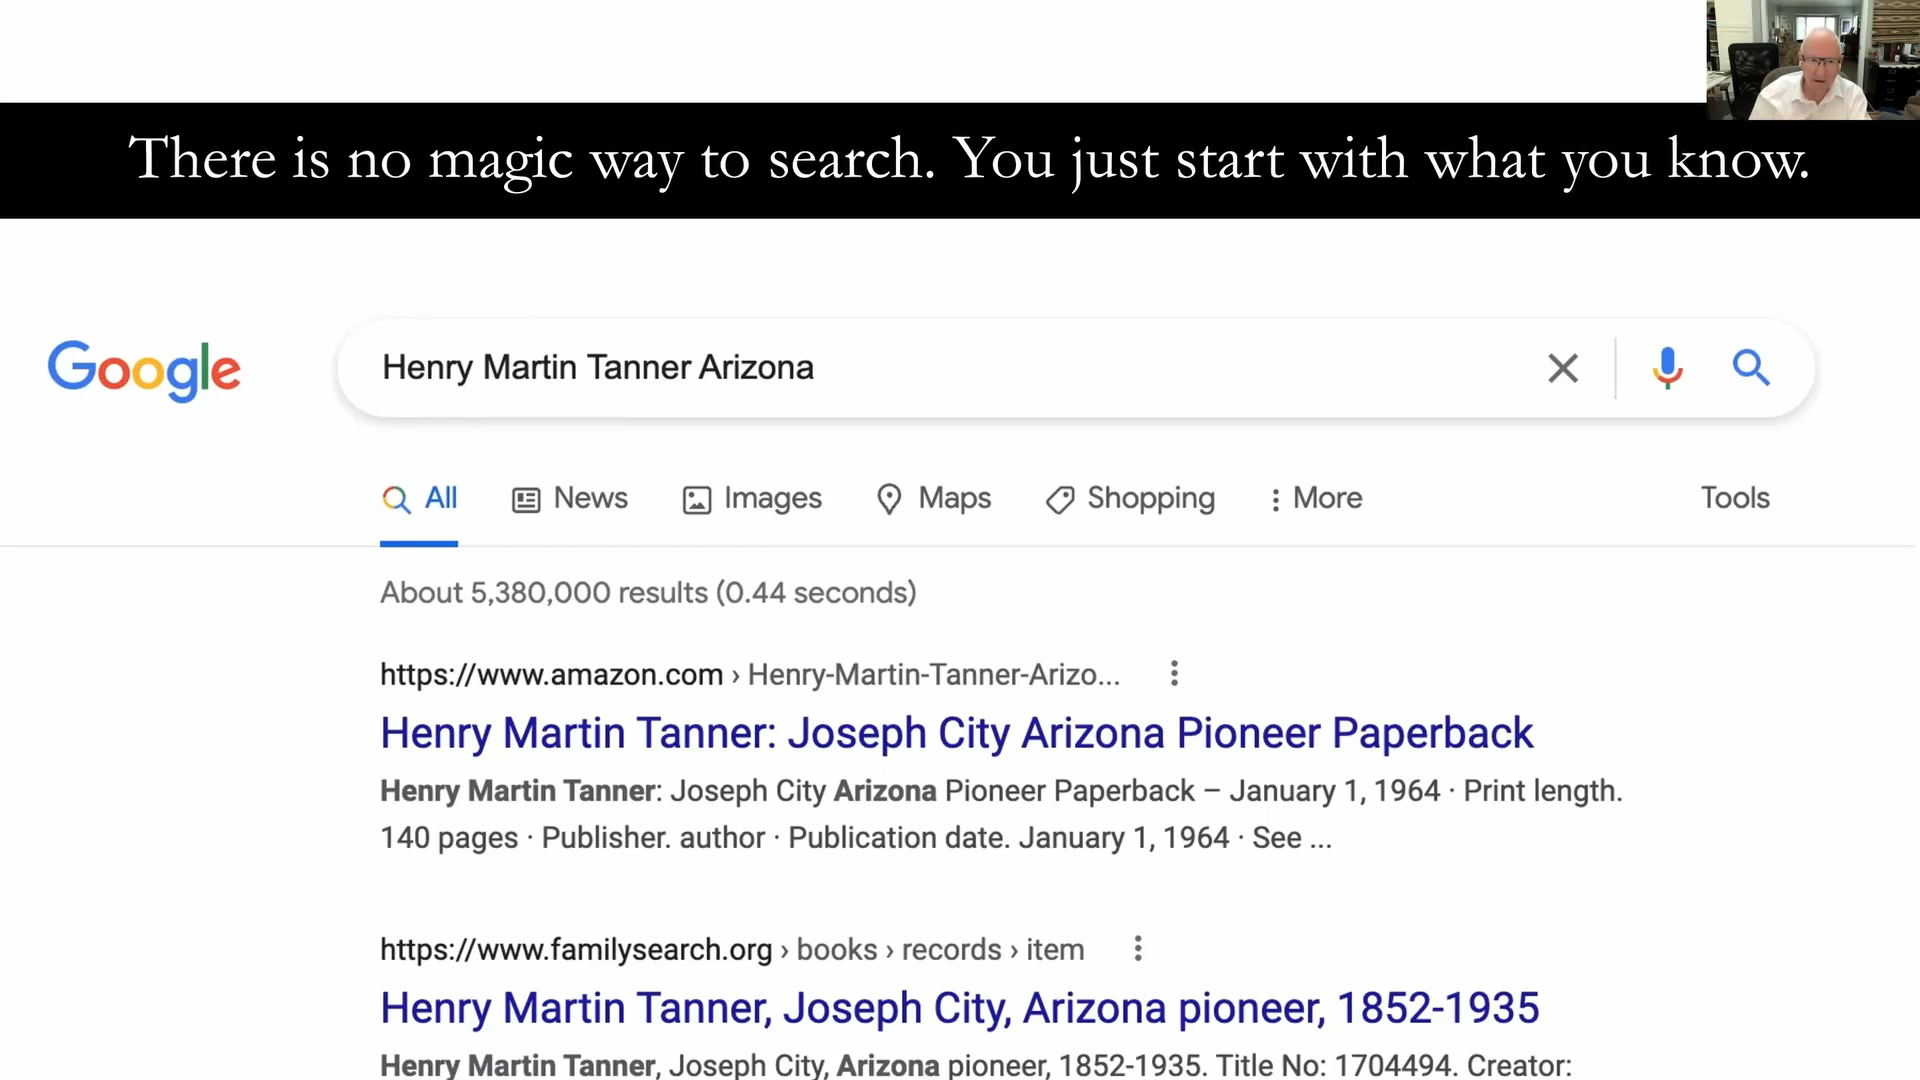 There is no magic way to search. You just start with what you know.
Google
Henry Martin Tanner Arizona
All News Images Maps Shopping More Tools
About 5,380,000 results (0.44 seconds)
https://www.amazon.com › Henry-Martin-Tanner-Arizo...
Henry Martin Tanner: Joseph City Arizona Pioneer Paperback
Henry Martin Tanner: Joseph City Arizona Pioneer Paperback – January 1, 1964 · Print length.
140 pages · Publisher. author · Publication date. January 1, 1964 · See ...
https://www.familysearch.org › books › records › item
Henry Martin Tanner, Joseph City, Arizona pioneer, 1852-1935
Henry Martin Tanner, Joseph City, Arizona pioneer, 1852-1935. Title No: 1704494. Creator: